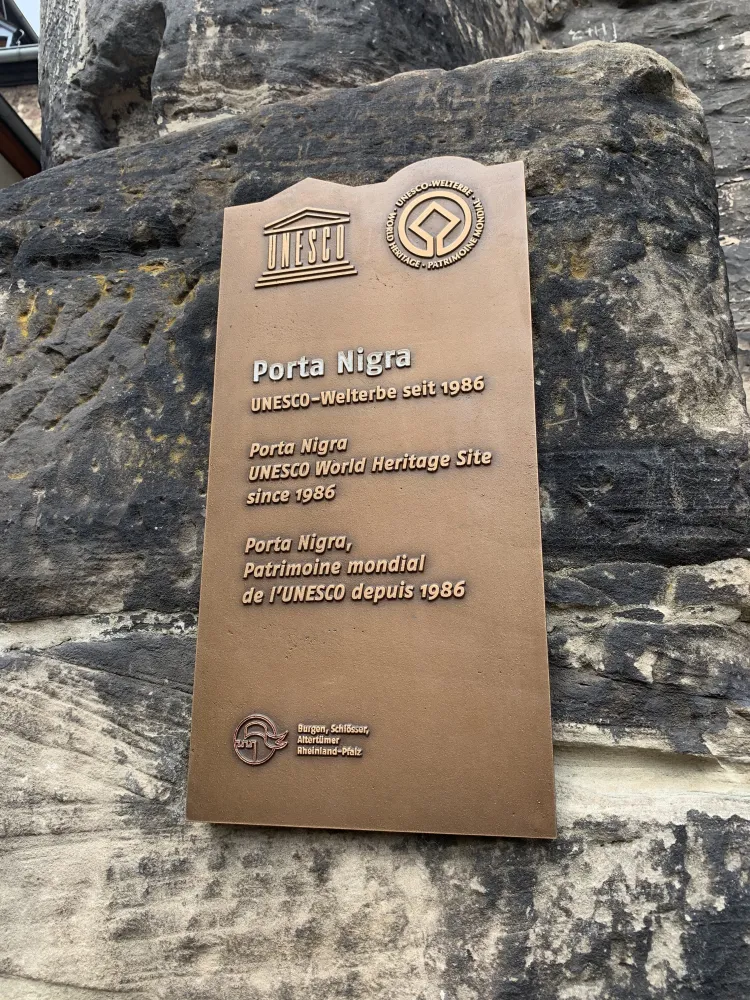 UNESCO
UNESCO-WELTERBE · WORLD HERITAGE · PATRIMOINE MONDIAL ·
Porta Nigra
UNESCO-Welterbe seit 1986
Porta Nigra
UNESCO World Heritage Site
since 1986
Porta Nigra,
Patrimoine mondial
de l'UNESCO depuis 1986
Burgen, Schlösser,
Altertümer
Rheinland-Pfalz